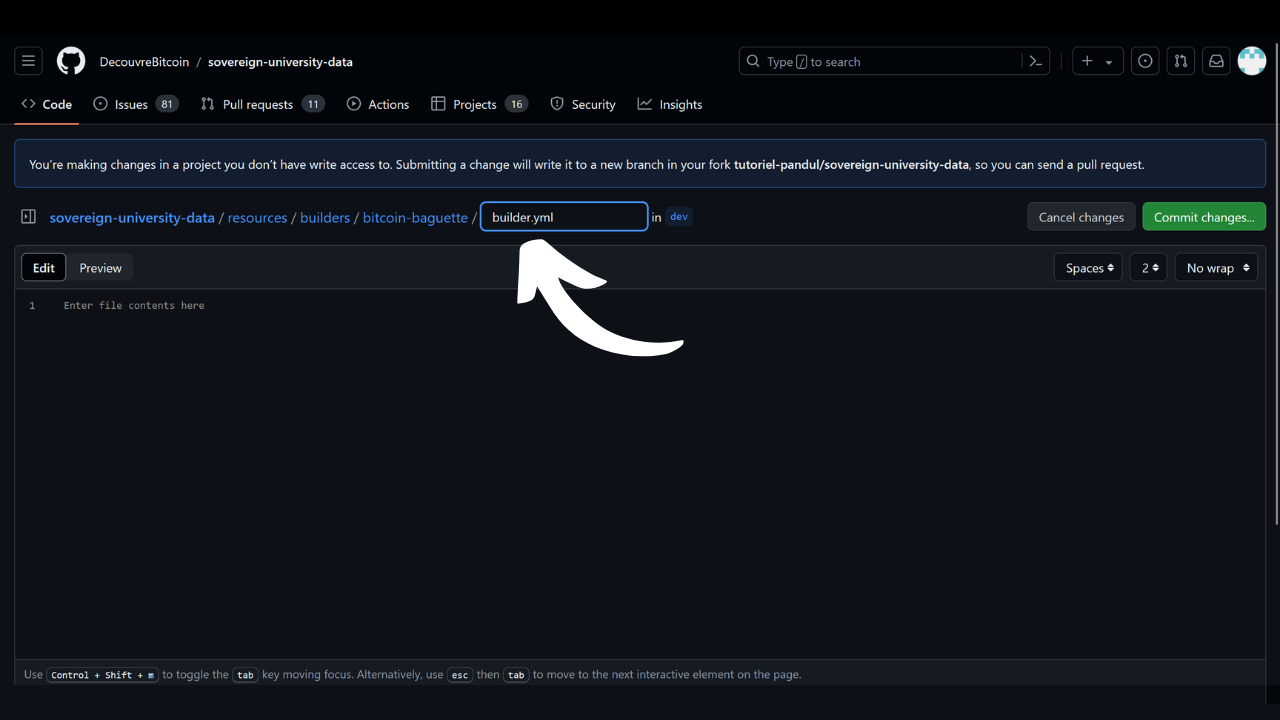 DecouvreBitcoin / sovereign-university-data
Type / to search
Code Issues 81 Pull requests 11 Actions Projects 16 Security Insights
You're making changes in a project you don't have write access to. Submitting a change will write it to a new branch in your fork tutoriel-pandul/sovereign-university-data, so you can send a pull request.
sovereign-university-data / resources / builders / bitcoin-baguette / builder.yml in dev
Cancel changes Commit changes...
Edit Preview Spaces 2 No wrap
1 Enter file contents here
Use Control + Shift + m to toggle the tab key moving focus. Alternatively, use esc then tab to move to the next interactive element on the page.